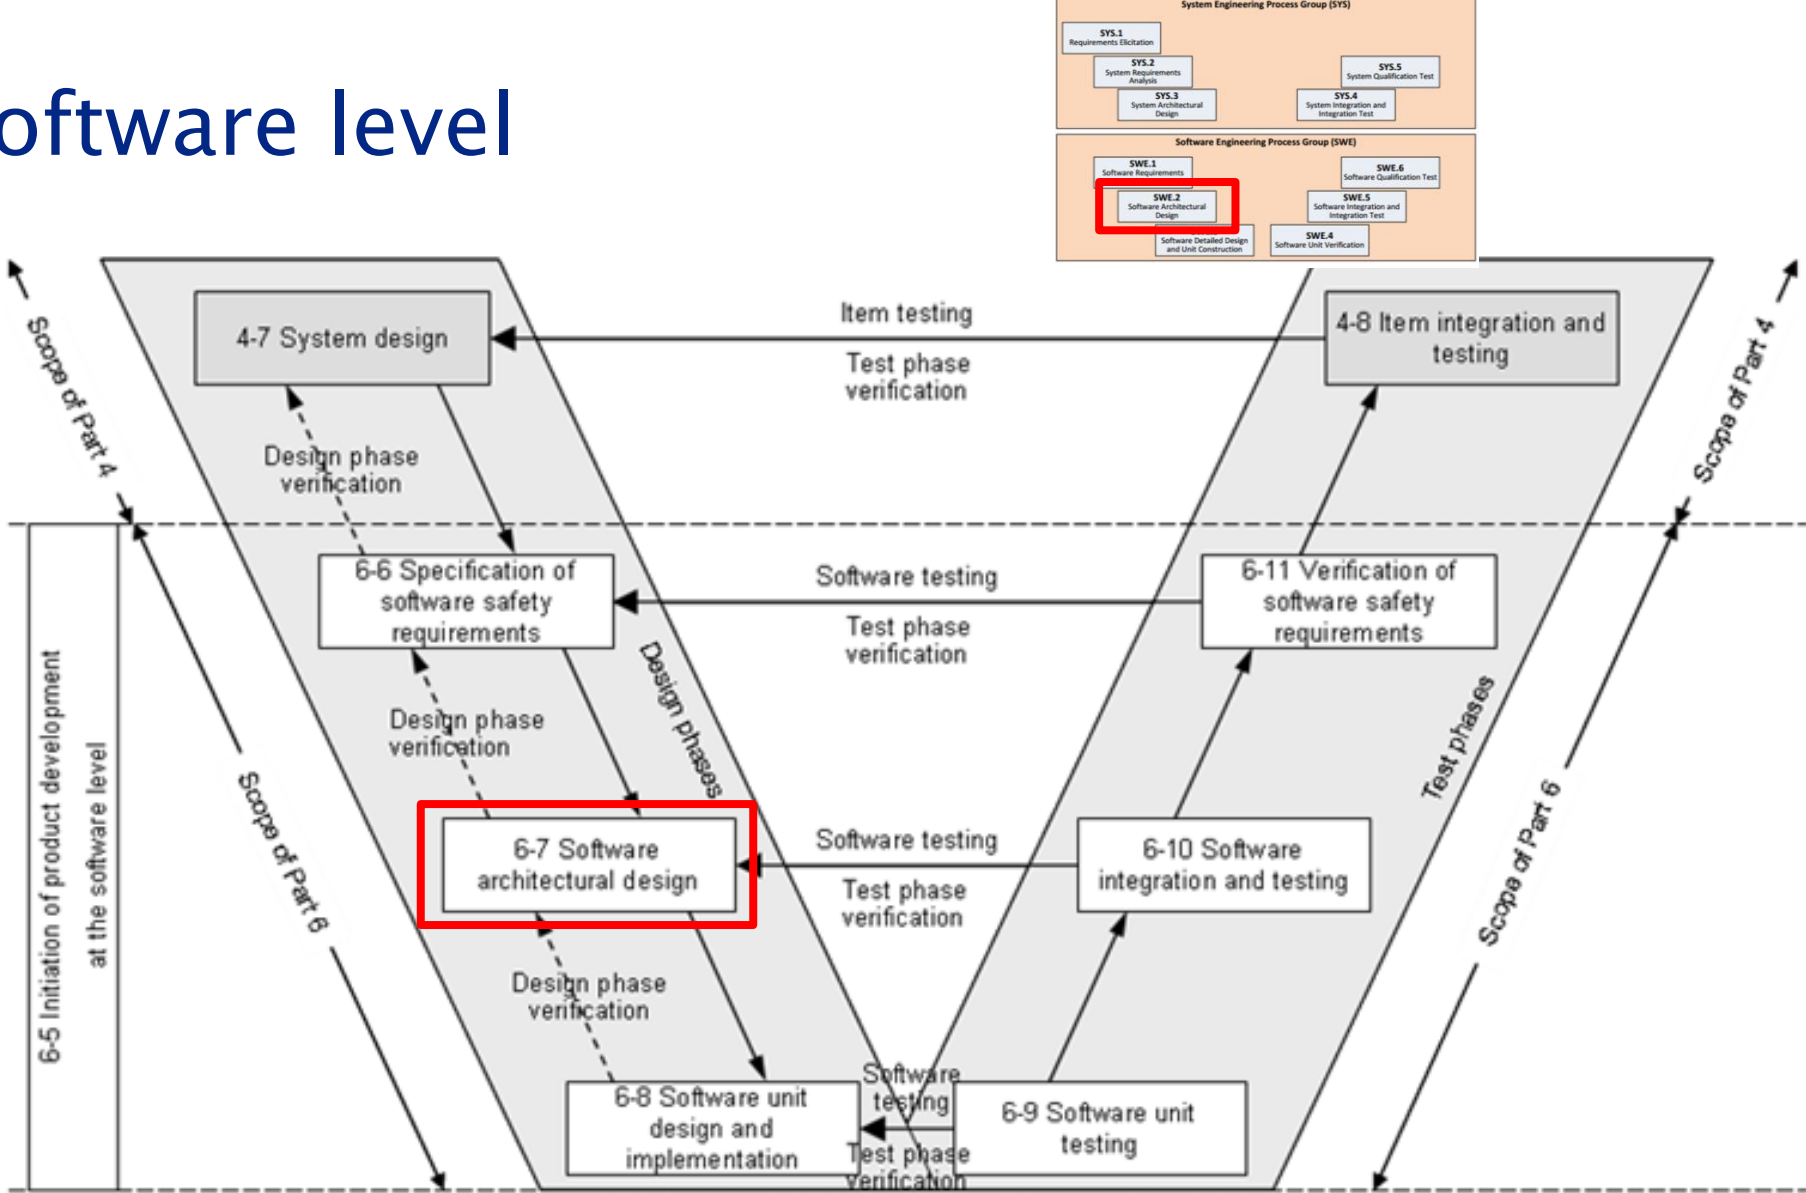 oftware level
System Engineering Process Group (SYS)
SYS.1
Requirements Elicitation
SYS.2
System Requirements
Analysis
SYS.3
System Architectural
Design
SYS.5
System Qualification Test
SYS.4
System Integration and
Integration Test
Software Engineering Process Group (SWE)
SWE.1
Software Requirements
SWE.2
Software Architectural
Design
Software Detailed Design
and Unit Construction
SWE.6
Software Qualification Test
SWE.5
Software Integration and
Integration Test
SWE.4
Software Unit Verification
Scope of Part 4
4-7 System design
Item testing
Test phase
verification
4-8 Item integration and
testing
Scope of Part 4
Design phase
verification
6-5 Initiation of product development
at the software level
6-6 Specification of
software safety
requirements
Software testing
Test phase
verification
6-11 Verification of
software safety
requirements
Design phase
verification
Design phases
Test phases
Scope of Part 6
Scope of Part 6
6-7 Software
architectural design
Software testing
Test phase
verification
6-10 Software
integration and testing
Design phase
verification
6-8 Software unit
design and
implementation
Software
testing
Test phase
verification
6-9 Software unit
testing